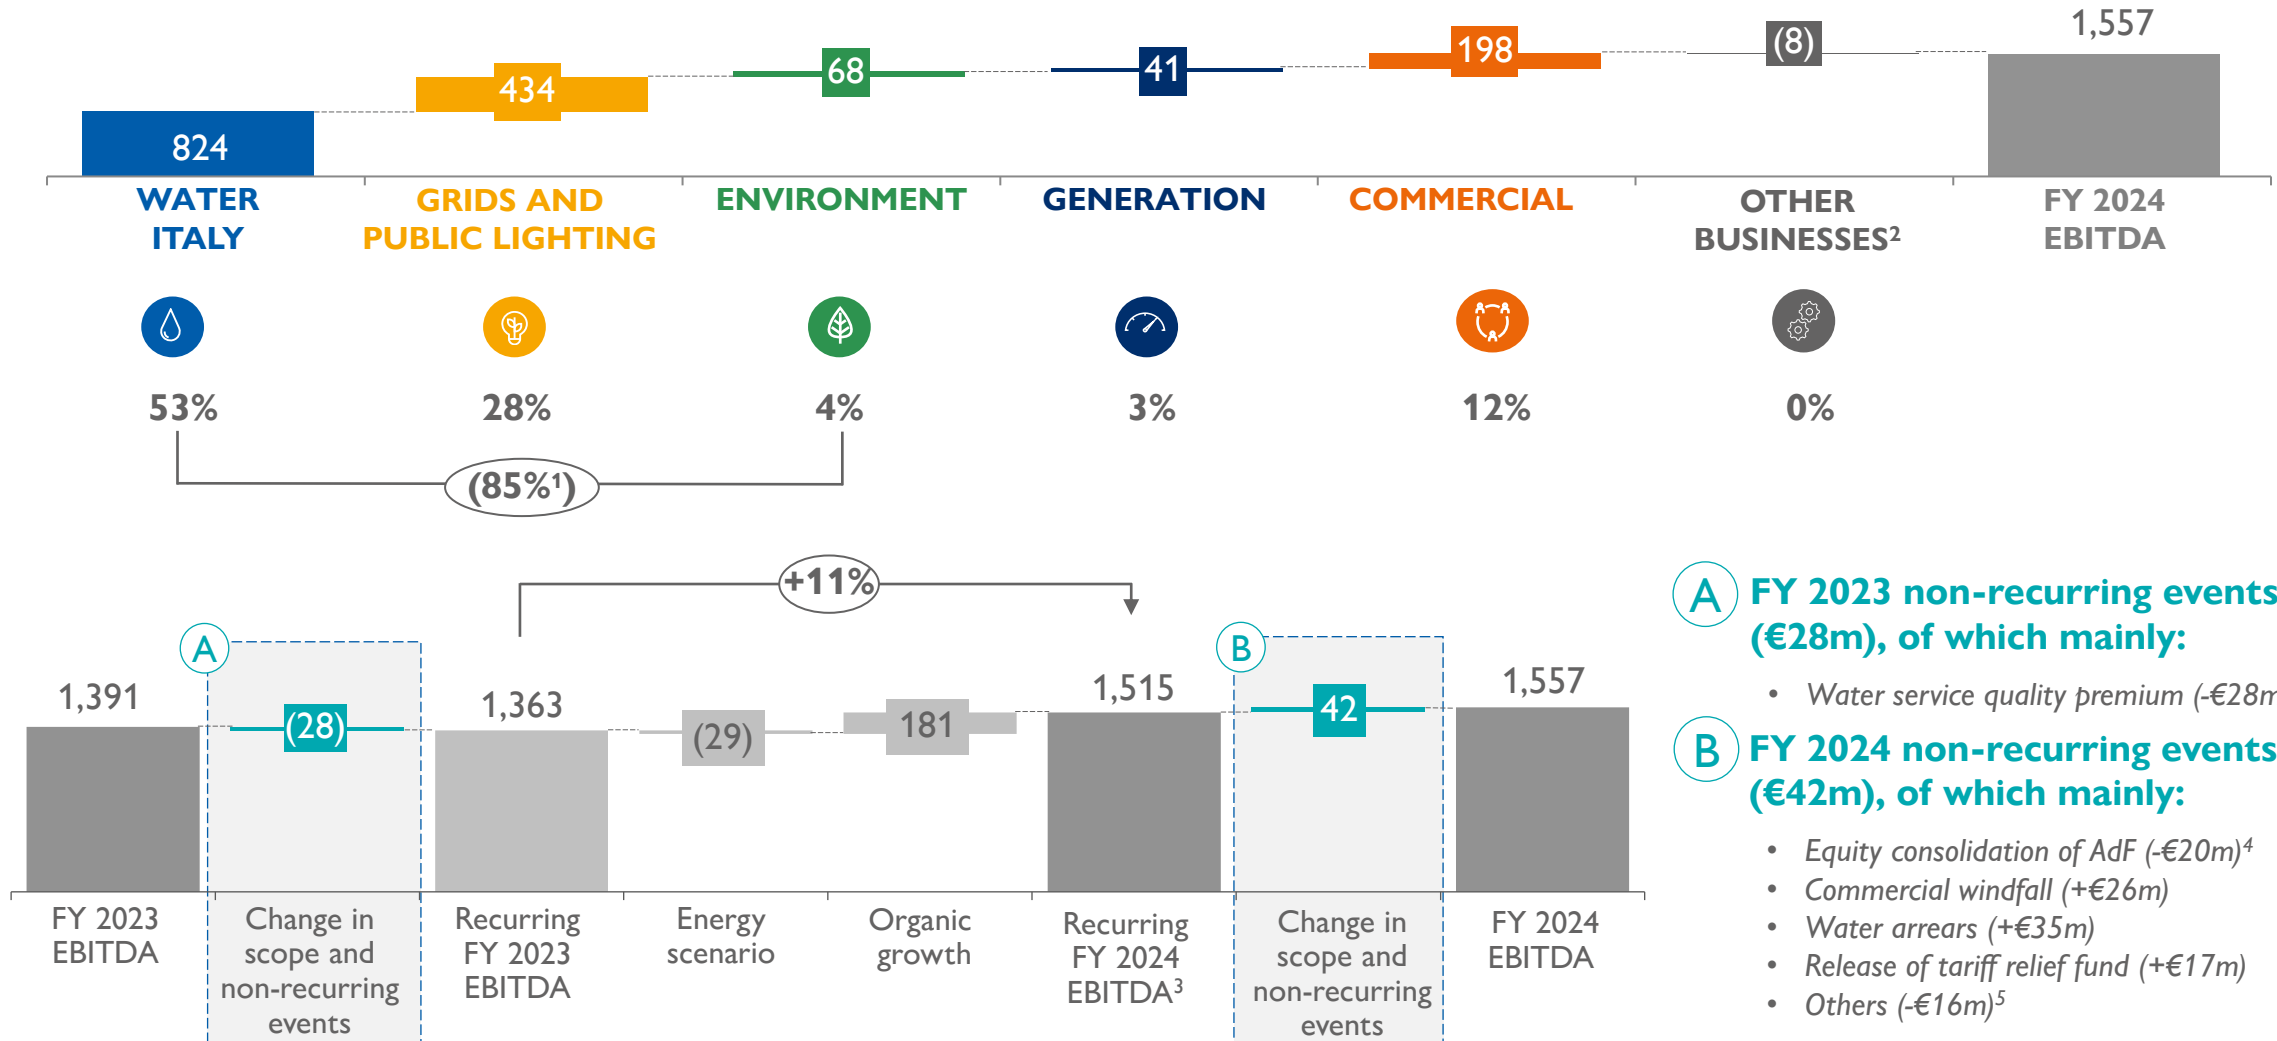 824
434
68
41
198
(8)
1,557
WATER
ITALY
GRIDS AND
PUBLIC LIGHTING
ENVIRONMENT
GENERATION
COMMERCIAL
OTHER
BUSINESSES²
FY 2024
EBITDA
53%
28%
4%
3%
12%
0%
(85%¹)
+11%
A
1,391
(28)
1,363
(29)
181
1,515
B
42
1,557
FY 2023
EBITDA
Change in
scope and
non-recurring
events
Recurring
FY 2023
EBITDA
Energy
scenario
Organic
growth
Recurring
FY 2024
EBITDA³
Change in
scope and
non-recurring
events
FY 2024
EBITDA
A
FY 2023 non-recurring events
(€28m), of which mainly:
• Water service quality premium (-€28m
B
FY 2024 non-recurring events
(€42m), of which mainly:
• Equity consolidation of AdF (-€20m)⁴
• Commercial windfall (+€26m)
• Water arrears (+€35m)
• Release of tariff relief fund (+€17m)
• Others (-€16m)⁵